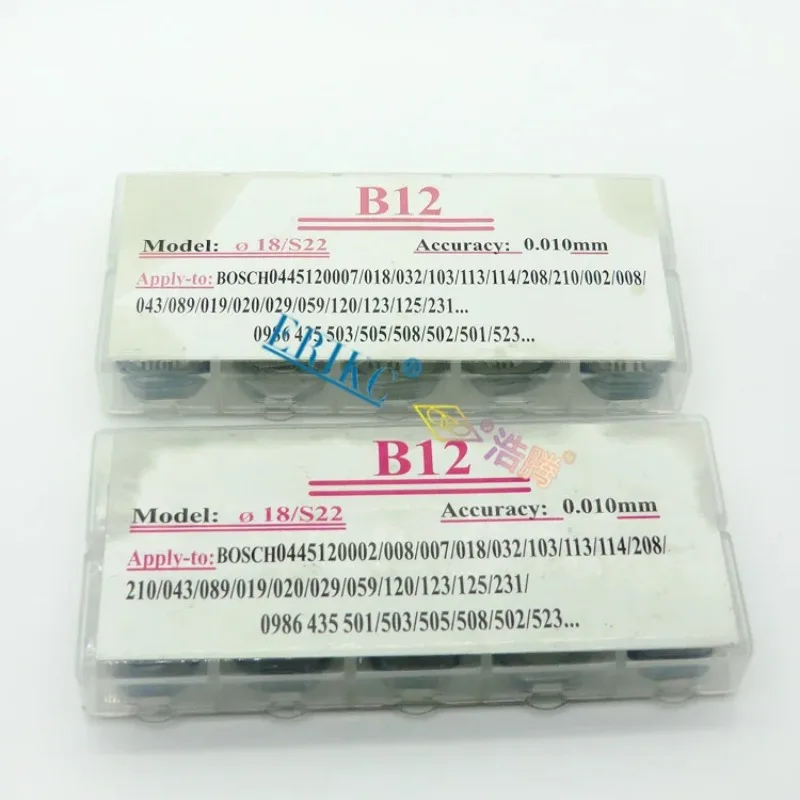 B12
Model: ø 18/S22 Accuracy: 0.010mm
Apply-to: BOSCH0445120007/018/032/103/113/114/208/210/002/008/
043/089/019/020/029/059/120/123/125/231...
0986 435 503/505/508/502/501/523...
ERIKC®
®浩骅®
B12
Model: ø 18/S22 Accuracy: 0.010mm
Apply-to: BOSCH0445120002/008/007/018/032/103/113/114/208/
210/043/089/019/020/029/059/120/123/125/231/
0986 435 501/503/505/508/502/523...